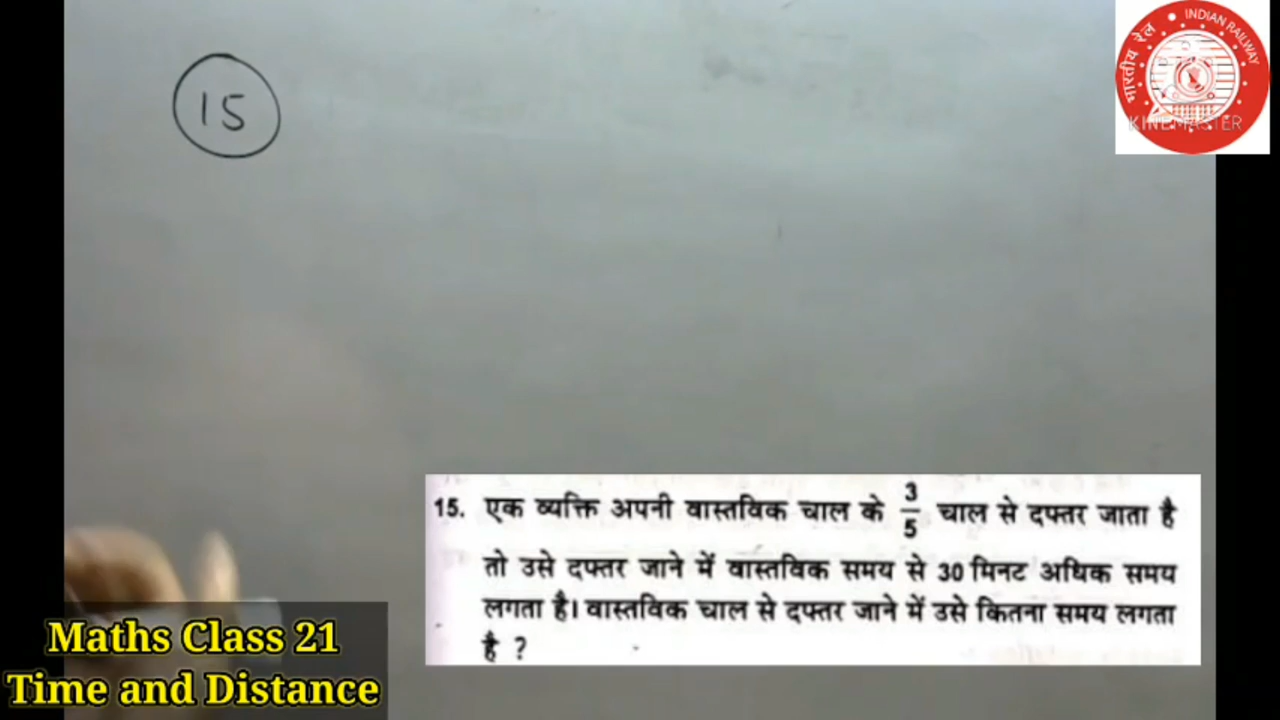 15
भारतीय रेल
INDIAN RAILWAY
KINEMASTER
15. एक व्यक्ति अपनी वास्तविक चाल के 3/5 चाल से दफ्तर जाता है
तो उसे दफ्तर जाने में वास्तविक समय से 30 मिनट अधिक समय
लगता है। वास्तविक चाल से दफ्तर जाने में उसे कितना समय लगता
है ?
Maths Class 21
Time and Distance